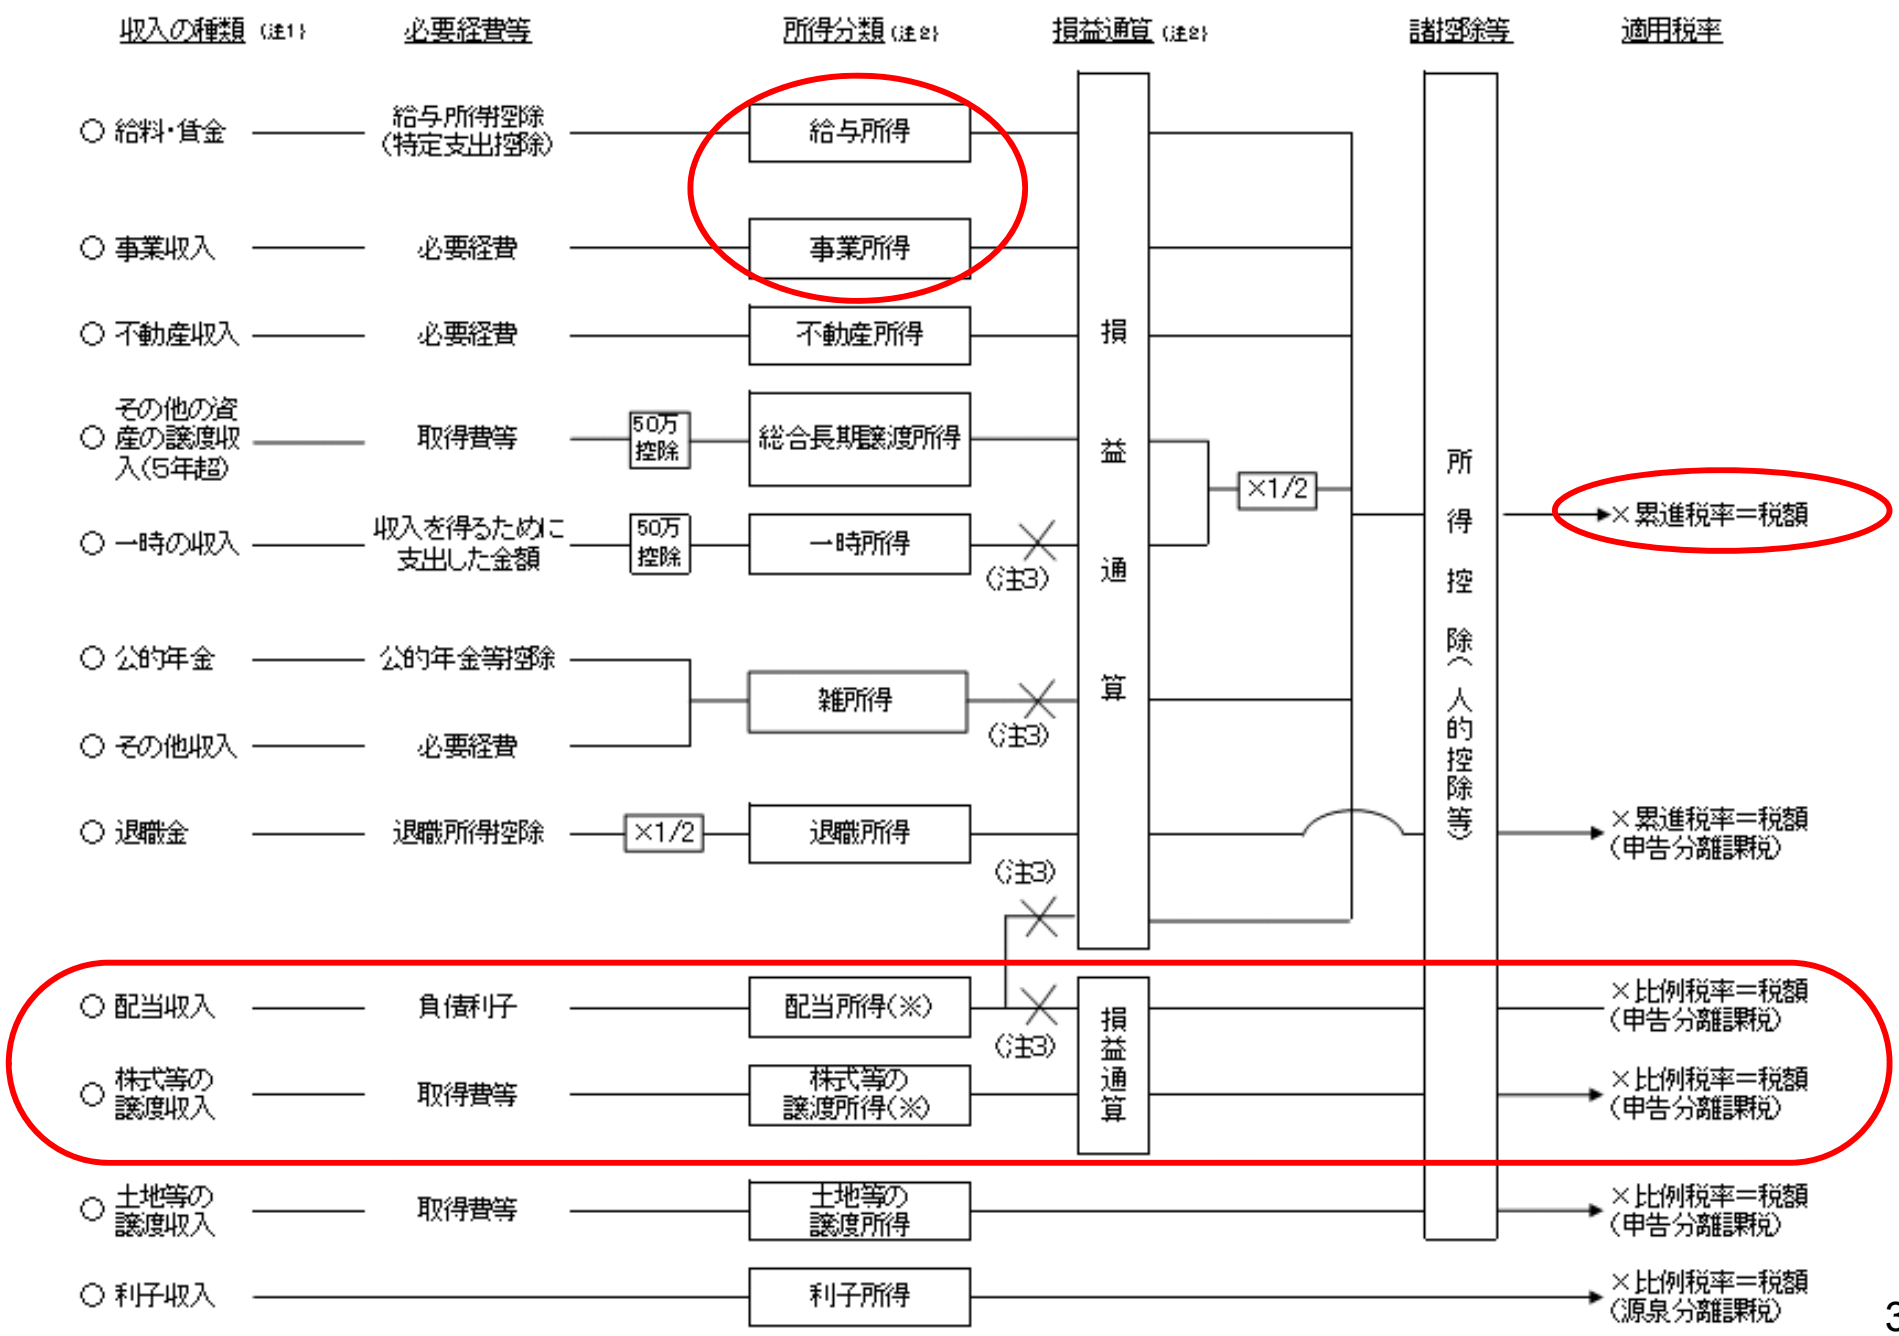 収入の種類 (注1)
必要経費等
所得分類 (注2)
損益通算 (注2)
諸控除等
適用税率
○ 給料・賃金
給与所得控除
(特定支出控除)
給与所得
○ 事業収入
必要経費
事業所得
○ 不動産収入
必要経費
不動産所得
その他の資
○ 産の譲渡収
入(5年超)
取得費等
50万
控除
総合長期譲渡所得
×1/2
○ 一時の収入
収入を得るために
支出した金額
50万
控除
一時所得
(注3)
○ 公的年金
公的年金等控除
雑所得
(注3)
○ その他収入
必要経費
○ 退職金
退職所得控除
×1/2
退職所得
損益通算
所得控除(人的控除等)
×累進税率=税額
×累進税率=税額
(申告分離課税)
(注3)
○ 配当収入
負債利子
配当所得(※)
(注3)
損益通算
×比例税率=税額
(申告分離課税)
○ 株式等の
譲渡収入
取得費等
株式等の
譲渡所得(※)
×比例税率=税額
(申告分離課税)
○ 土地等の
譲渡収入
取得費等
土地等の
譲渡所得
×比例税率=税額
(申告分離課税)
○ 利子収入
利子所得
×比例税率=税額
(源泉分離課税)
3